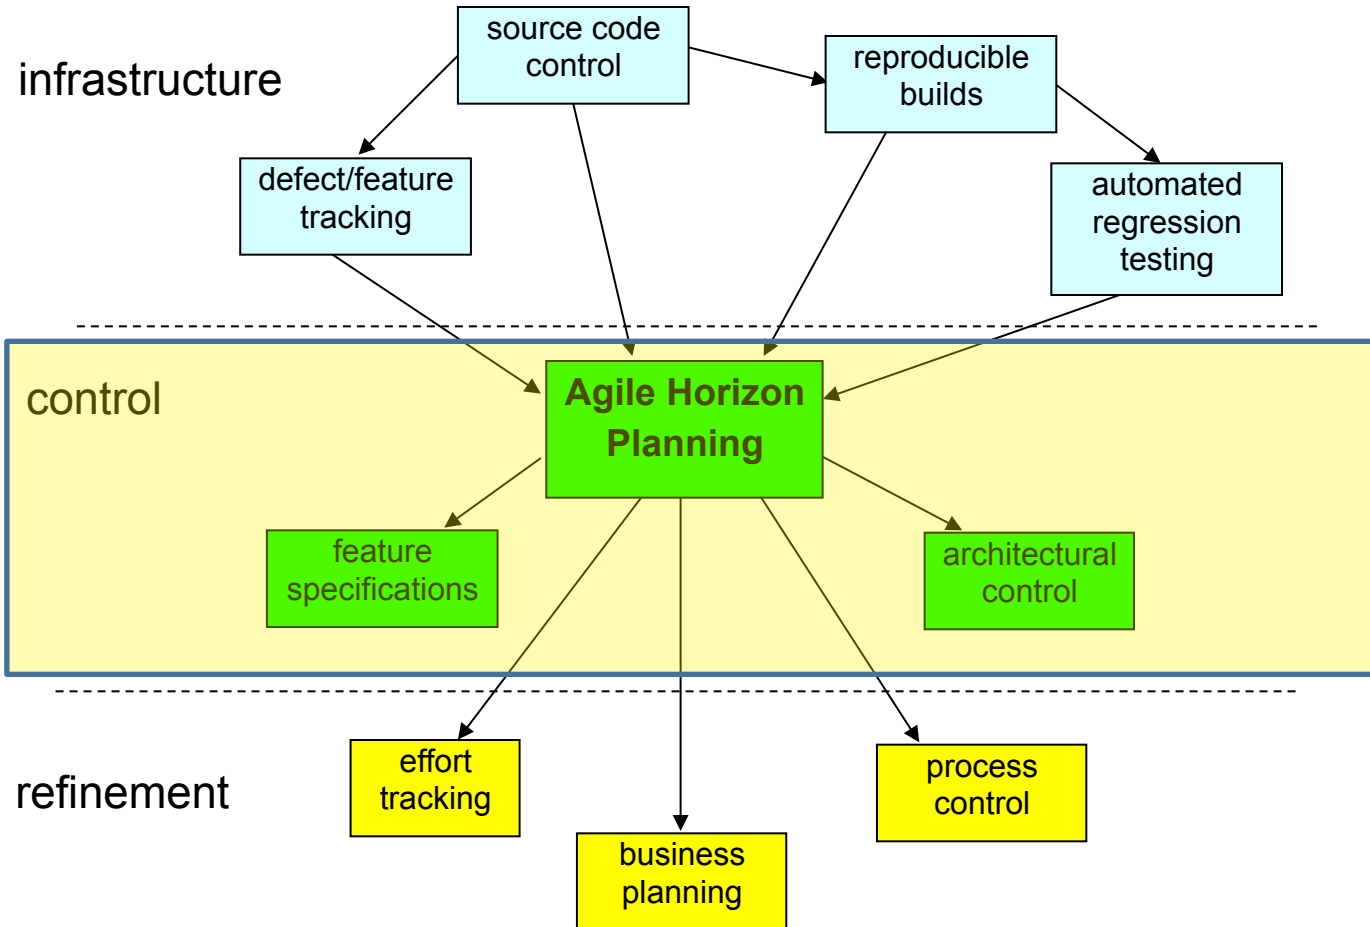 source code
control
reproducible
builds
infrastructure
defect/feature
tracking
automated
regression
testing
control
Agile Horizon
Planning
feature
specifications
architectural
control
refinement
effort
tracking
process
control
business
planning